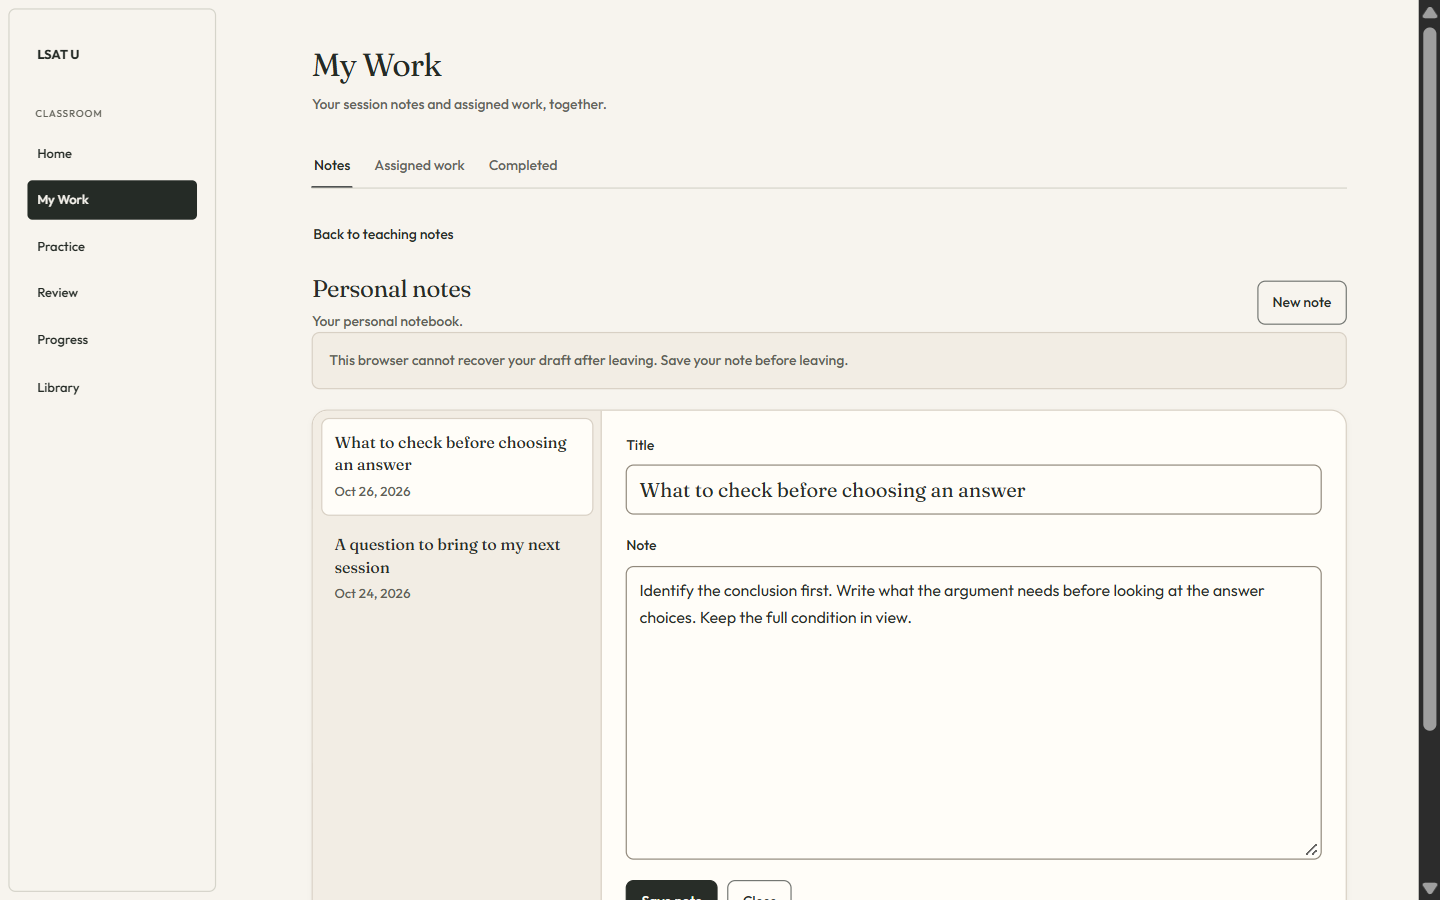 LSAT U
CLASSROOM
Home
My Work
Practice
Review
Progress
Library
My Work
Your session notes and assigned work, together.
Notes
Assigned work
Completed
Back to teaching notes
Personal notes
Your personal notebook.
New note
This browser cannot recover your draft after leaving. Save your note before leaving.
What to check before choosing
an answer
Oct 26, 2026
A question to bring to my next
session
Oct 24, 2026
Title
What to check before choosing an answer
Note
Identify the conclusion first. Write what the argument needs before looking at the answer
choices. Keep the full condition in view.
Save note
Close